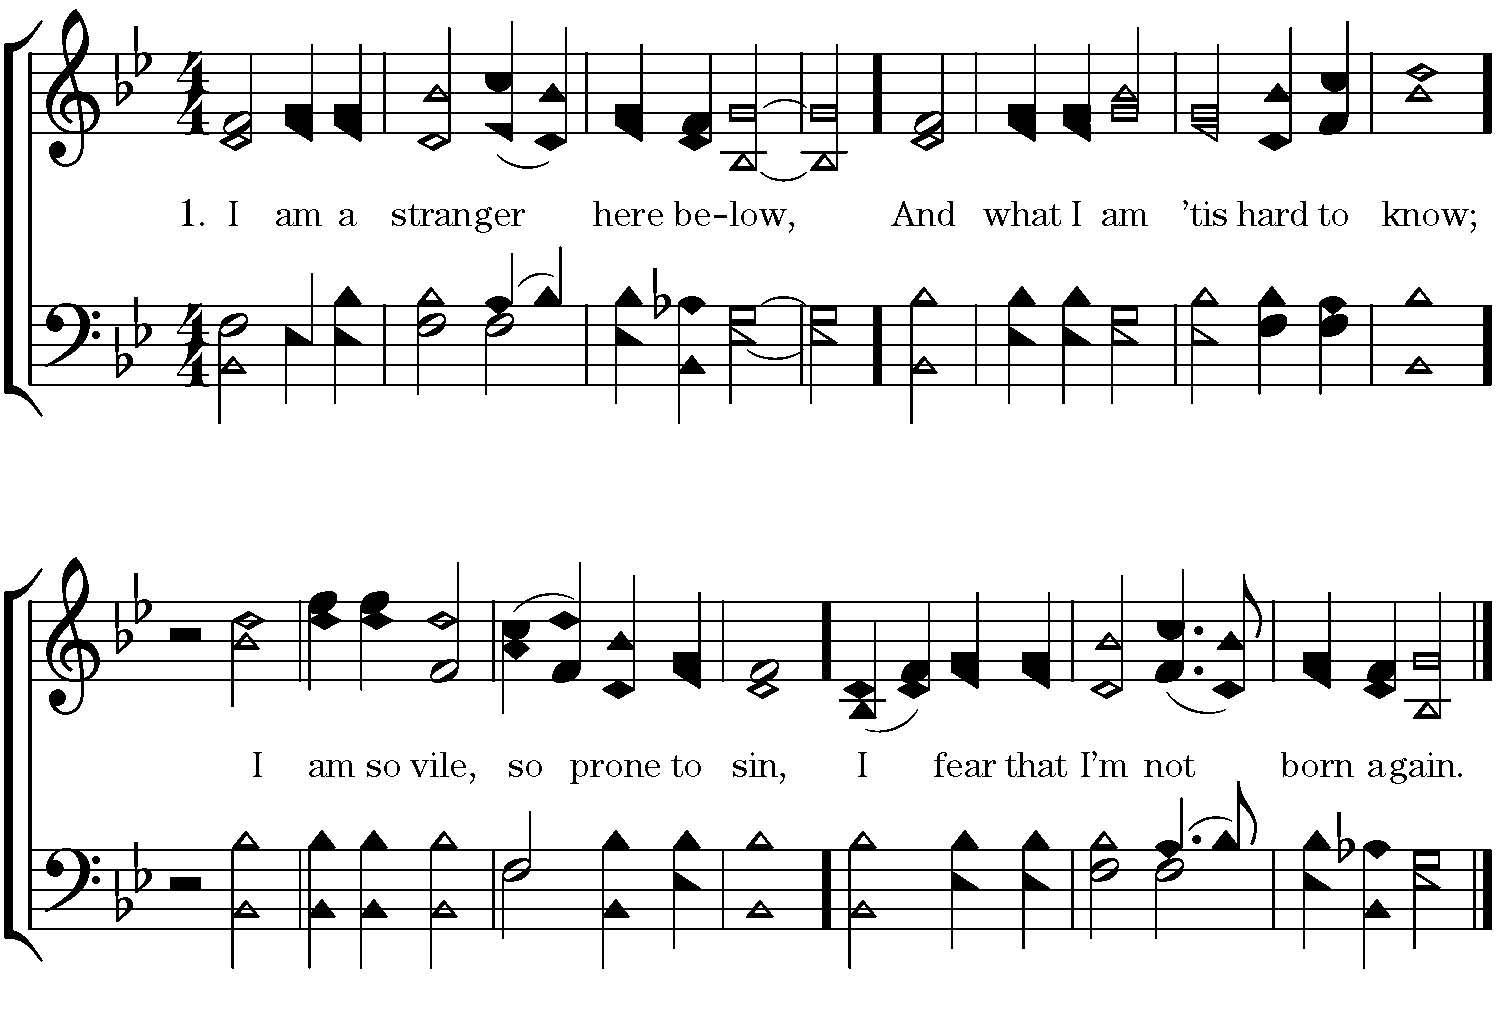 1. I am a stranger here be-low, And what I am 'tis hard to know;
I am so vile, so prone to sin, I fear that I'm not born again.